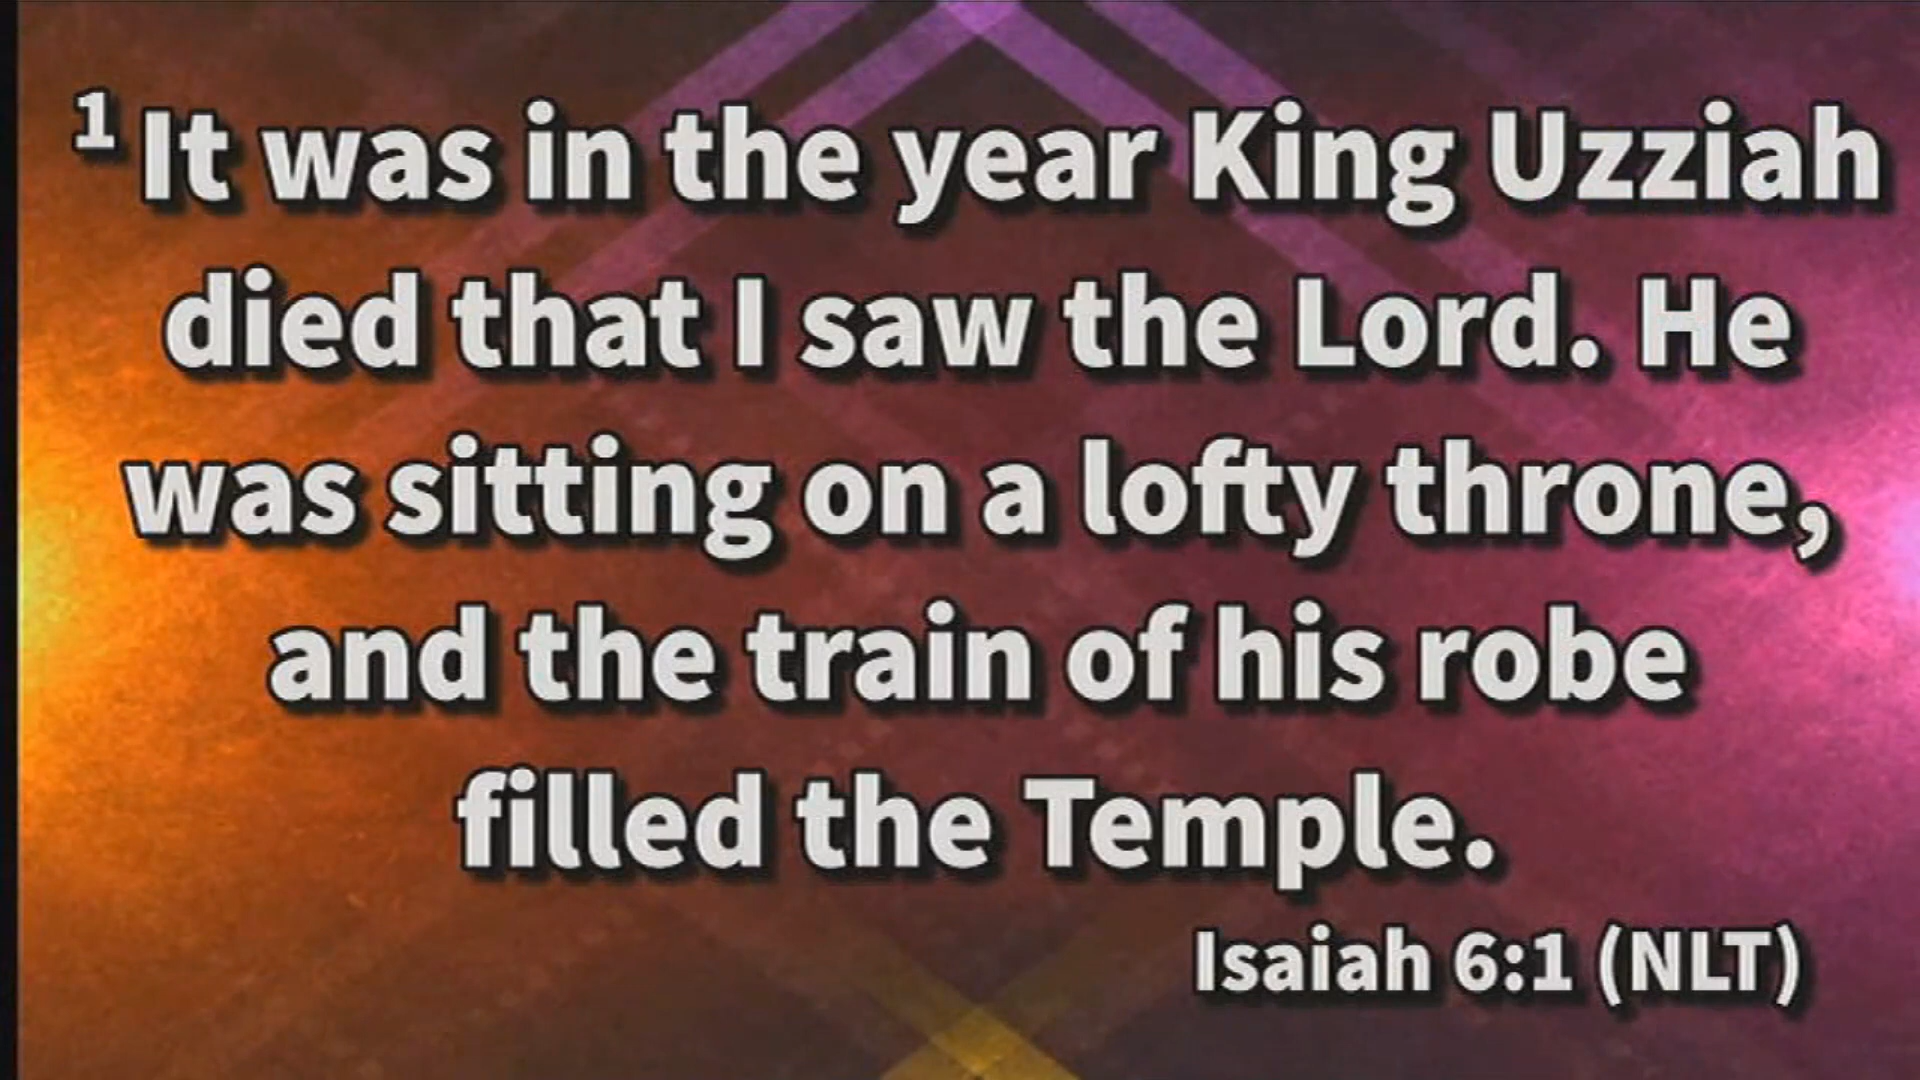 1 It was in the year King Uzziah
died that I saw the Lord. He
was sitting on a lofty throne,
and the train of his robe
filled the Temple.
Isaiah 6:1 (NLT)